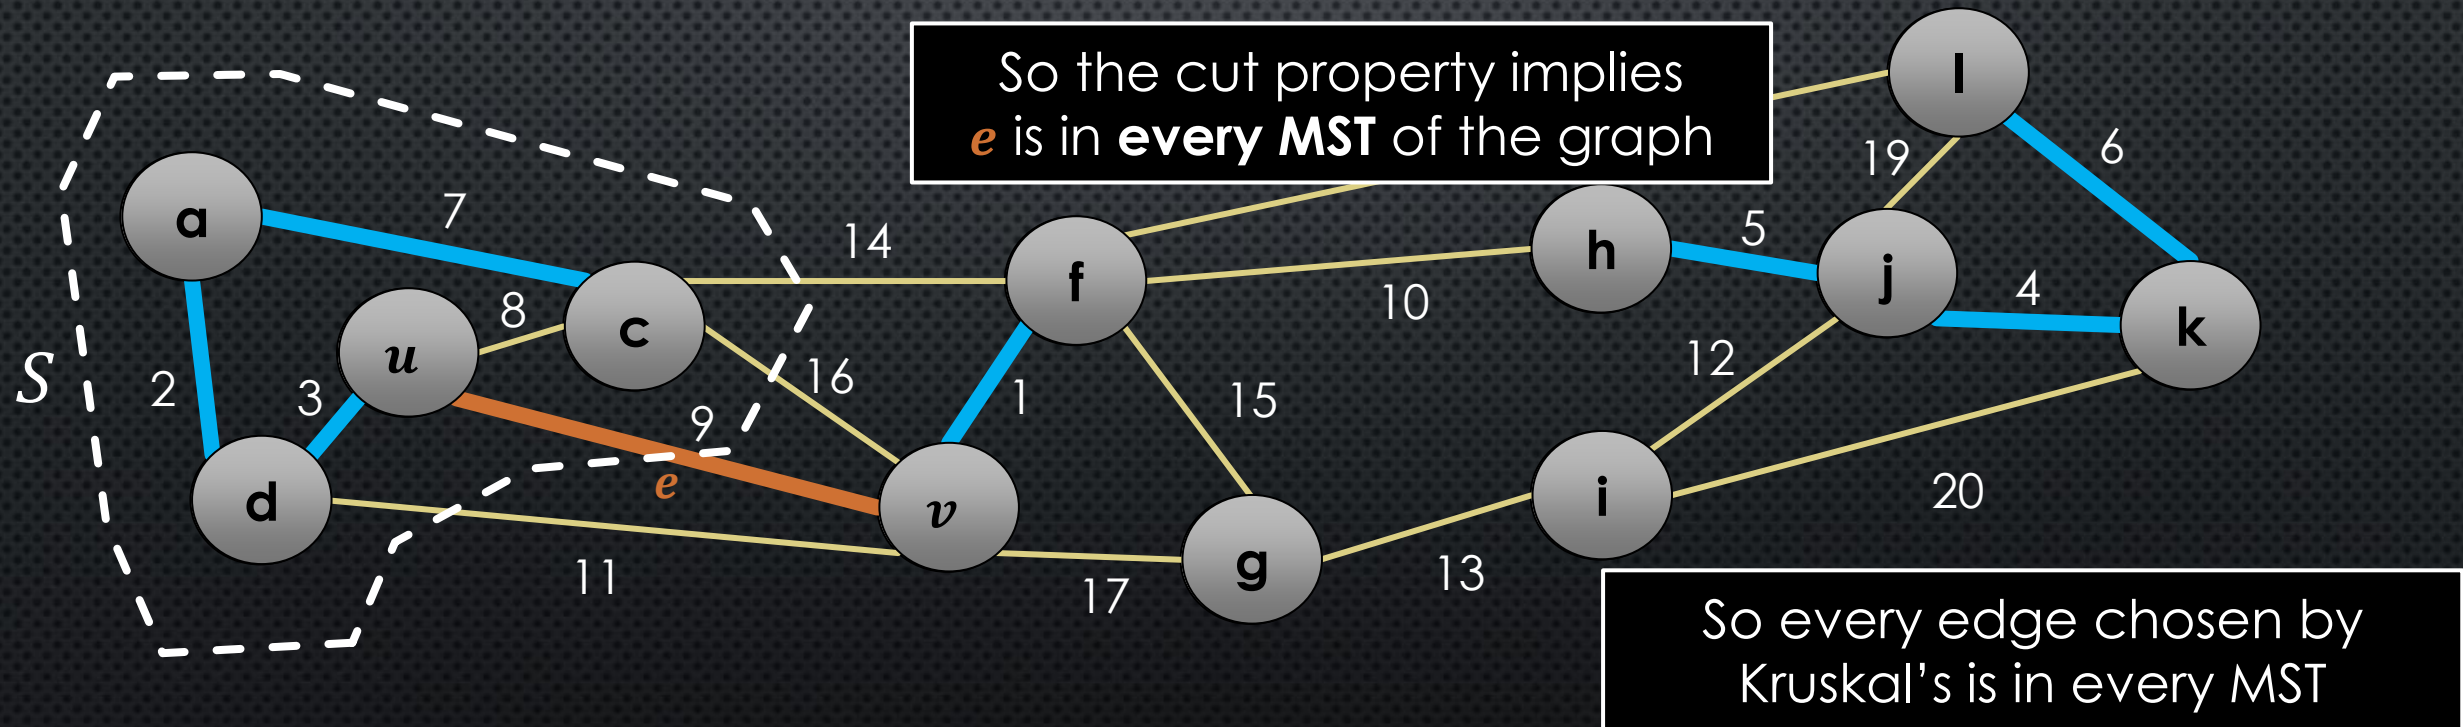 So the cut property implies
e is in every MST of the graph
l
6
19
a
7
14
f
h
5
j
4
k
8
c
10
u
S
2
3
9
16
1
15
12
e
d
v
i
20
11
17
g
13
So every edge chosen by
Kruskal's is in every MST